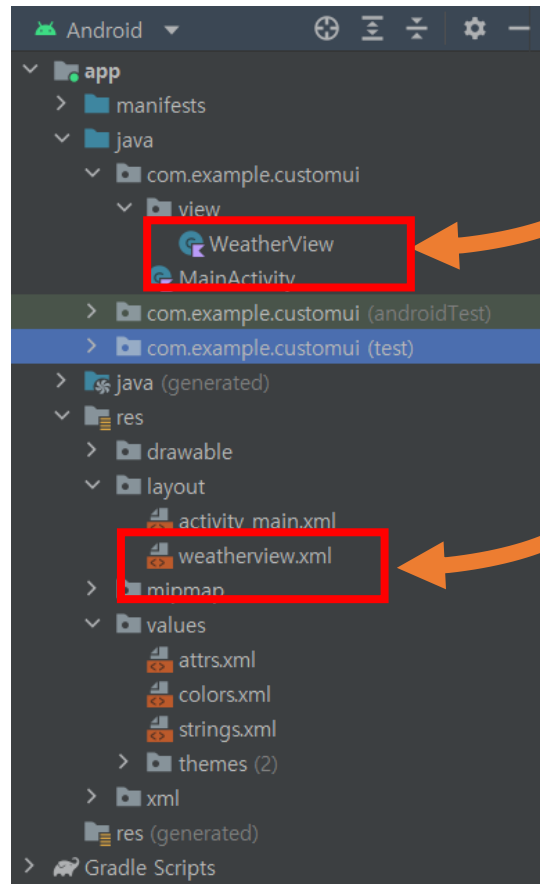 Android
app
manifests
java
com.example.customui
view
WeatherView
MainActivity
com.example.customui (androidTest)
com.example.customui (test)
java (generated)
res
drawable
layout
activity_main.xml
weatherview.xml
mipmap
values
attrs.xml
colors.xml
strings.xml
themes (2)
xml
res (generated)
Gradle Scripts